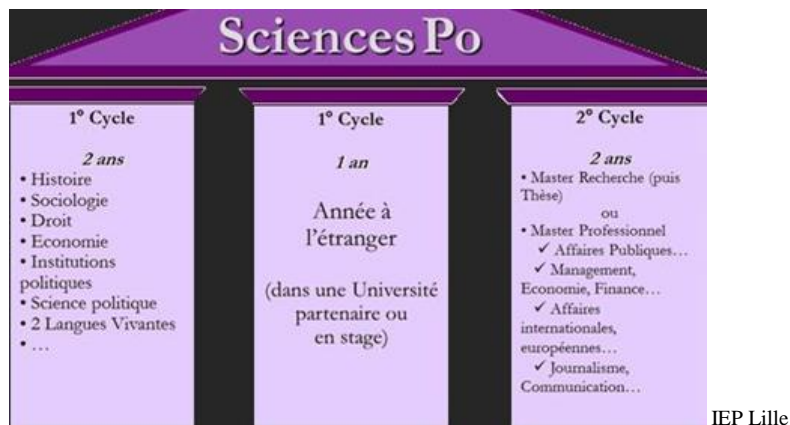 Sciences Po
1° Cycle
2 ans
• Histoire
• Sociologie
• Droit
• Economie
• Institutions
politiques
• Science politique
• 2 Langues Vivantes
• …
1° Cycle
1 an
Année à
l'étranger
(dans une Université
partenaire ou
en stage)
2° Cycle
2 ans
• Master Recherche (puis
Thèse)
ou
• Master Professionnel
✓ Affaires Publiques…
✓ Management,
Economie, Finance…
✓ Affaires
internationales,
européennes…
✓ Journalisme,
Communication…
IEP Lille